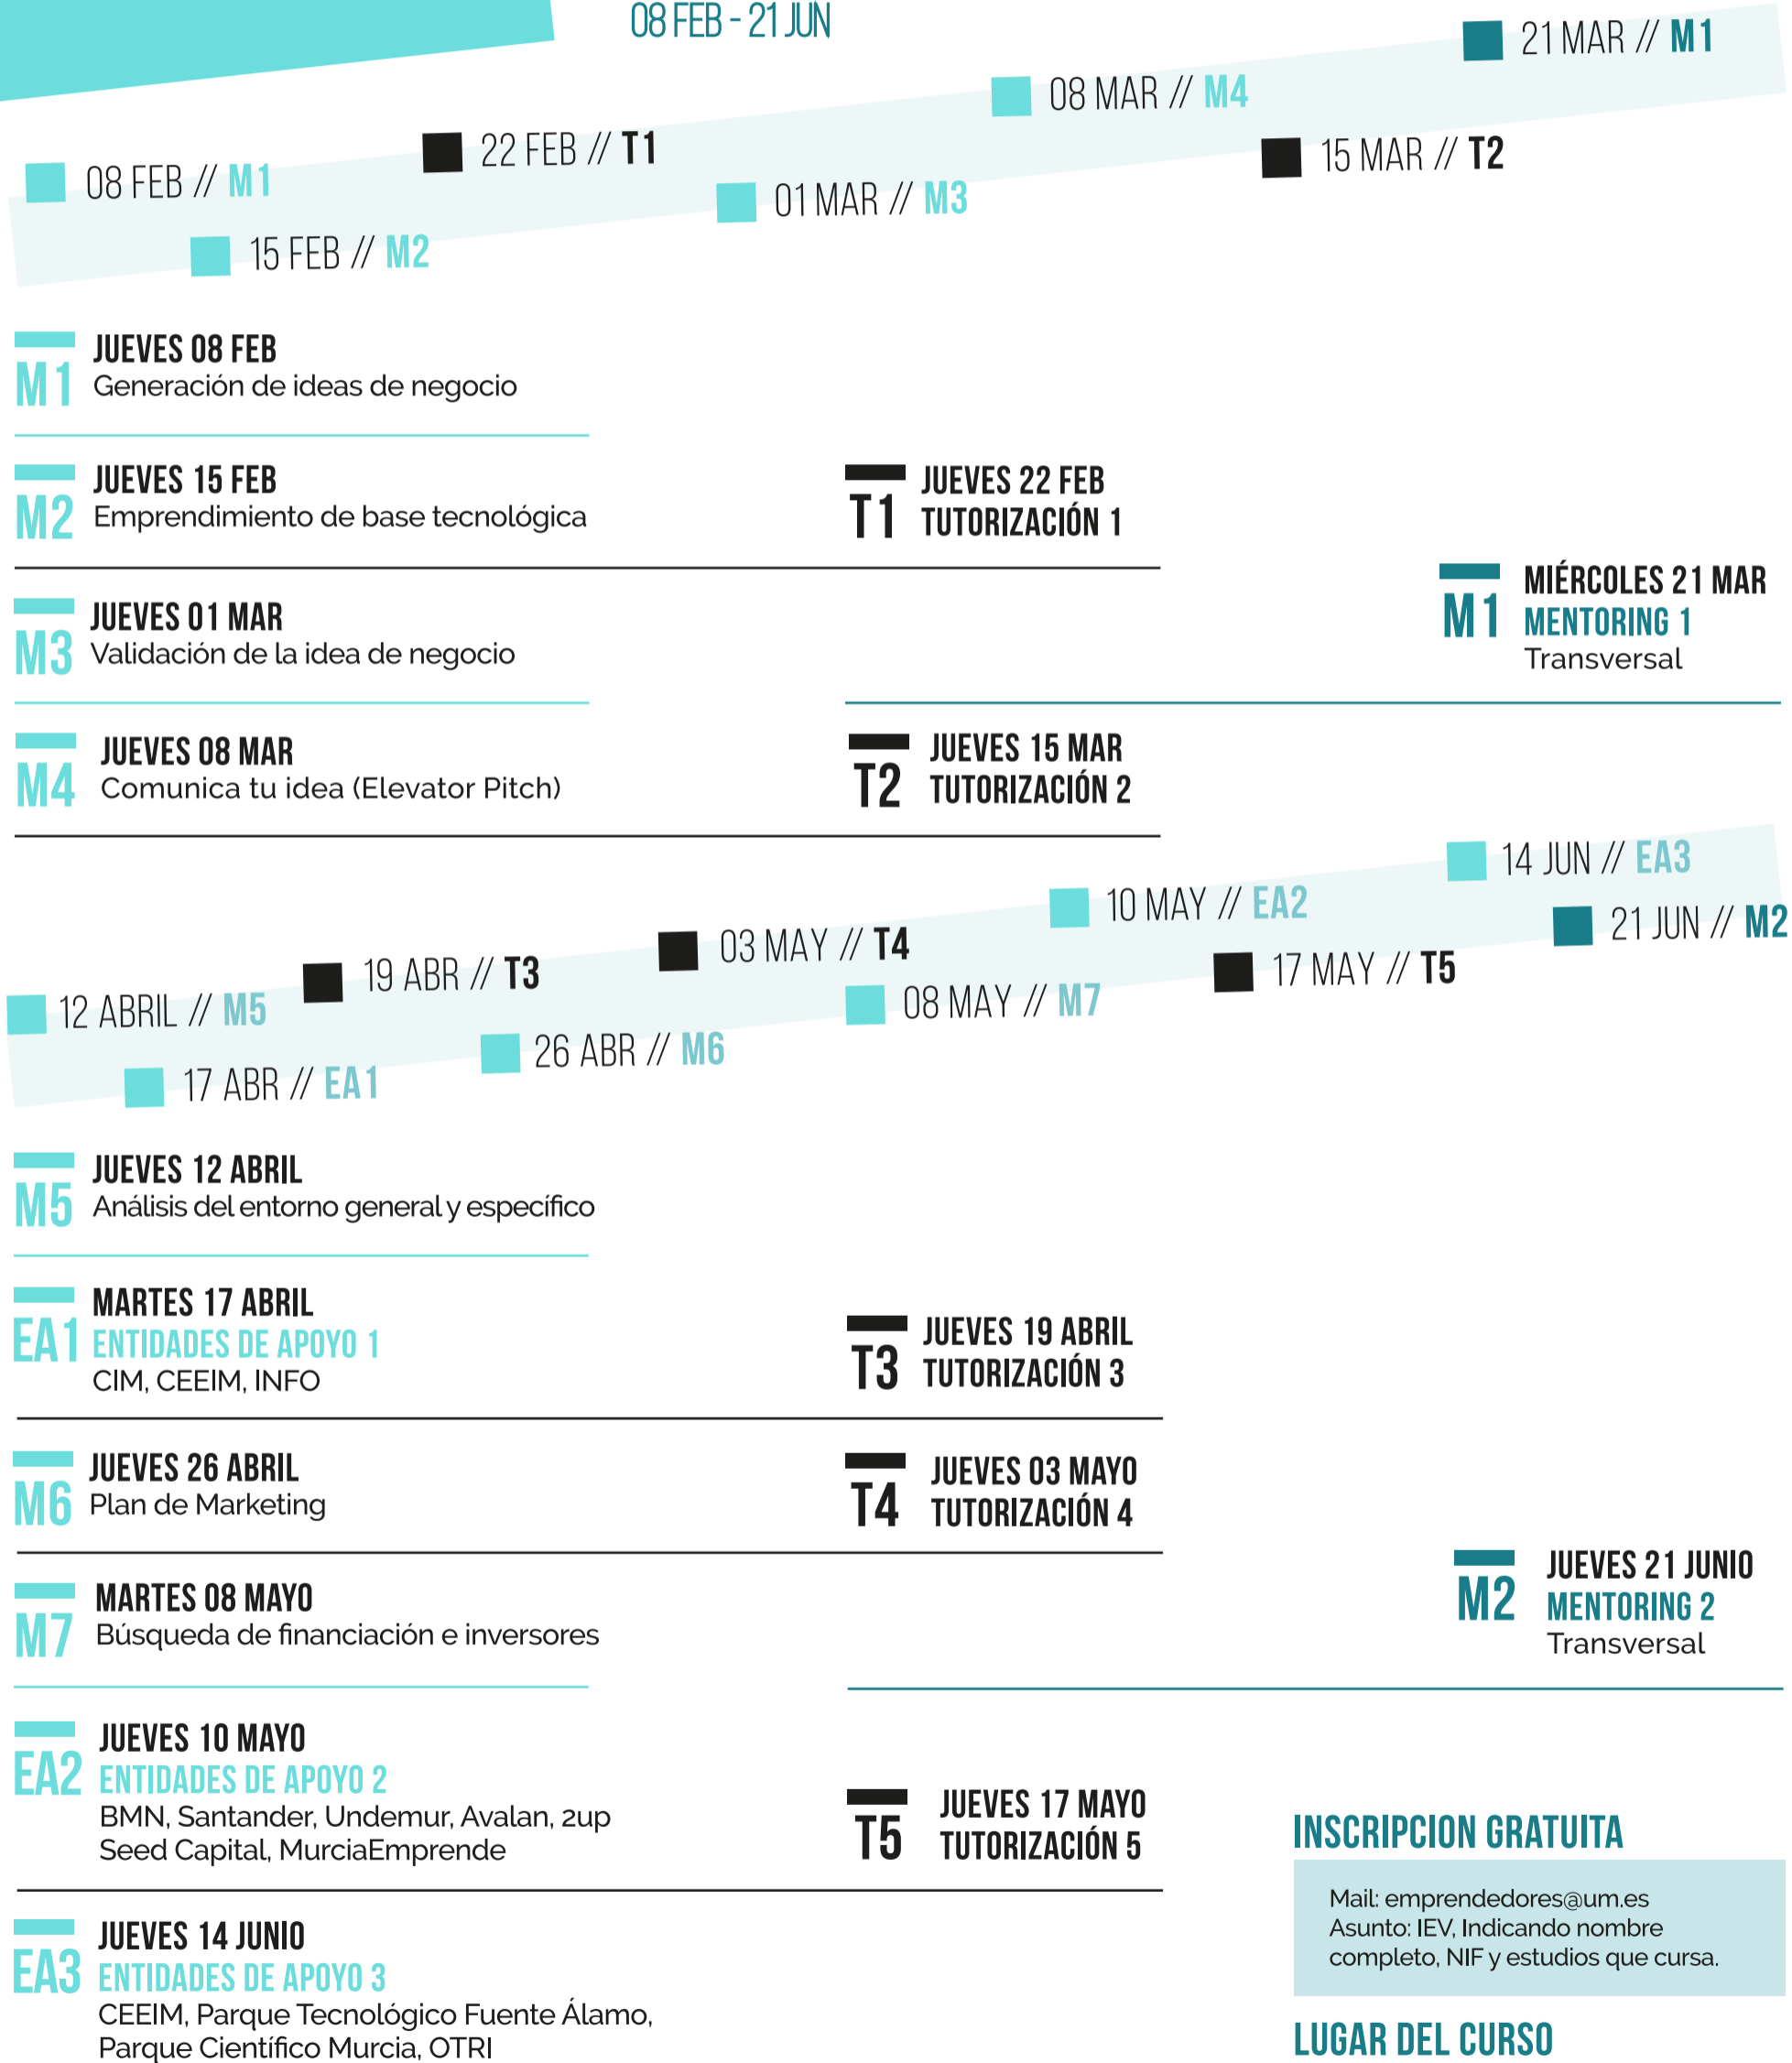 08 FEB - 21 JUN
21 MAR // M1
08 MAR // M4
22 FEB // T1
15 MAR // T2
08 FEB // M1
01 MAR // M3
15 FEB // M2
M1
JUEVES 08 FEB
Generación de ideas de negocio
M2
JUEVES 15 FEB
Emprendimiento de base tecnológica
T1
JUEVES 22 FEB
TUTORIZACIÓN 1
M3
JUEVES 01 MAR
Validación de la idea de negocio
M1
MIÉRCOLES 21 MAR
MENTORING 1
Transversal
M4
JUEVES 08 MAR
Comunica tu idea (Elevator Pitch)
T2
JUEVES 15 MAR
TUTORIZACIÓN 2
14 JUN // EA3
10 MAY // EA2
21 JUN // M2
03 MAY // T4
17 MAY // T5
19 ABR // T3
08 MAY // M7
12 ABRIL // M5
26 ABR // M6
17 ABR // EA1
M5
JUEVES 12 ABRIL
Análisis del entorno general y específico
EA1
MARTES 17 ABRIL
ENTIDADES DE APOYO 1
CIM, CEEIM, INFO
T3
JUEVES 19 ABRIL
TUTORIZACIÓN 3
M6
JUEVES 26 ABRIL
Plan de Marketing
T4
JUEVES 03 MAYO
TUTORIZACIÓN 4
M7
MARTES 08 MAYO
Búsqueda de financiación e inversores
M2
JUEVES 21 JUNIO
MENTORING 2
Transversal
EA2
JUEVES 10 MAYO
ENTIDADES DE APOYO 2
BMN, Santander, Undemur, Avalan, 2up
Seed Capital, MurciaEmprende
T5
JUEVES 17 MAYO
TUTORIZACIÓN 5
EA3
JUEVES 14 JUNIO
ENTIDADES DE APOYO 3
CEEIM, Parque Tecnológico Fuente Álamo,
Parque Científico Murcia, OTRI
INSCRIPCION GRATUITA
Mail: emprendedores@um.es
Asunto: IEV, Indicando nombre
completo, NIF y estudios que cursa.
LUGAR DEL CURSO